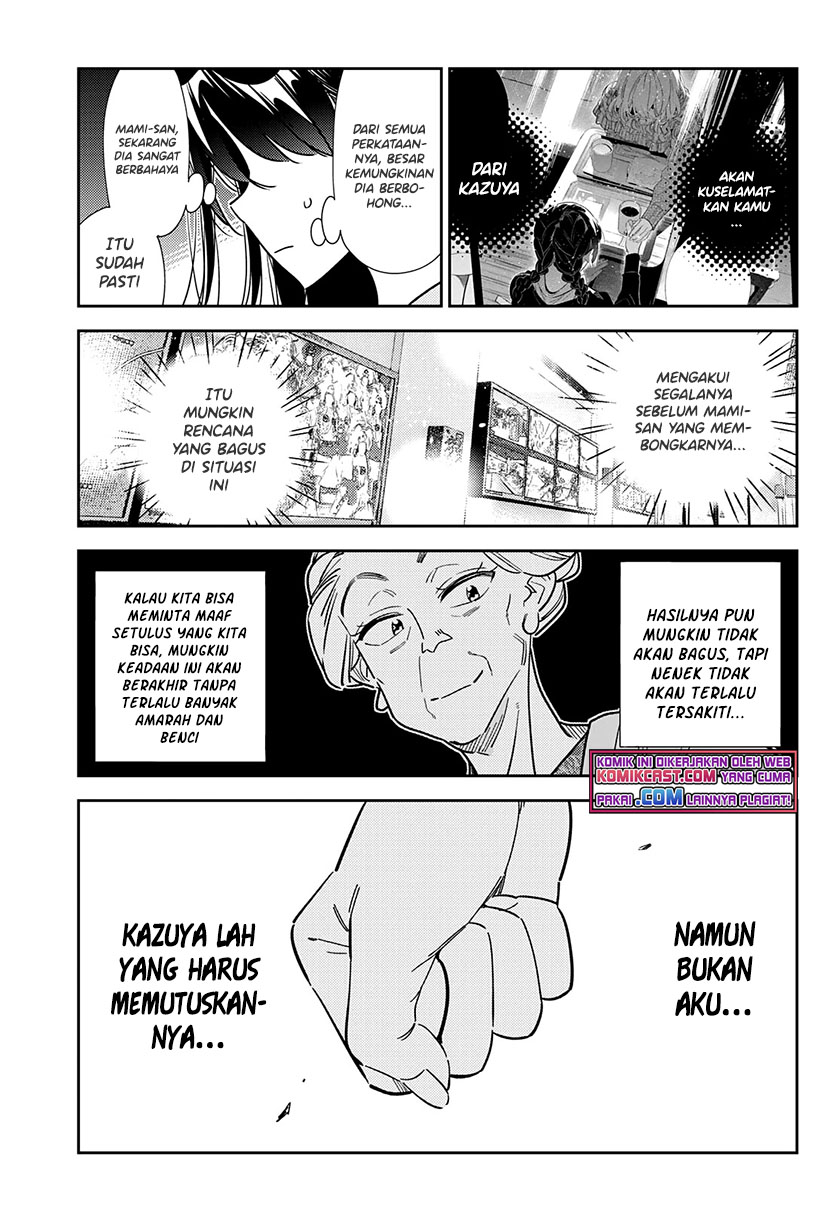 AKAN
KUSELAMAT-
KAN KAMU
...
DARI
KAZUYA
DARI SEMUA
PERKATAAN-
NYA, BESAR
KEMUNGKINAN
DIA BERBO-
HONG...
MAMI-SAN,
SEKARANG
DIA SANGAT
BERBAHAYA
ITU
SUDAH
PASTI
MENGAKUI
SEGALANYA
SEBELUM MAMI-
SAN YANG MEM-
BONGKARNYA...
ITU
MUNGKIN
RENCANA
YANG BAGUS
DI SITUASI
INI
HASILNYA PUN
MUNGKIN TIDAK
AKAN BAGUS, TAPI
NENEK TIDAK
AKAN TERLALU
TERSAKITI...
KALAU KITA BISA
MEMINTA MAAF
SETULUS YANG KITA
BISA, MUNGKIN
KEADAAN INI AKAN
BERAKHIR TANPA
TERLALU BANYAK
AMARAH DAN
BENCI
KOMIK INI DIKERJAKAN OLEH WEB
KOMIKCAST.COM YANG CUMA
PAKAI .COM LAINNYA PLAGIAT!
NAMUN
BUKAN
AKU...
KAZUYA LAH
YANG HARUS
MEMUTUSKAN-
NYA...